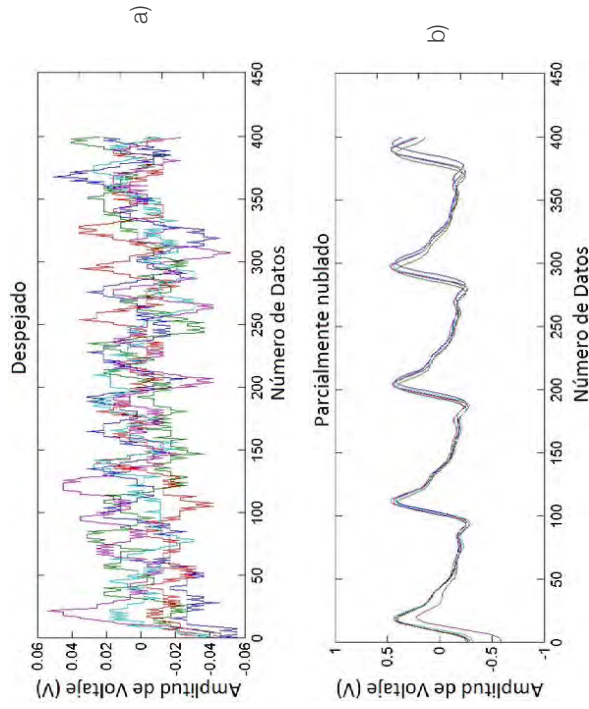 Despejado
Amplitud de Voltaje (V)
0.06
0.04
0.02
0
-0.02
-0.04
-0.06
0 50 100 150 200 250 300 350 400 450
Número de Datos
a)
Parcialmente nublado
Amplitud de Voltaje (V)
1
0.5
0
-0.5
-1
0 50 100 150 200 250 300 350 400 450
Número de Datos
b)